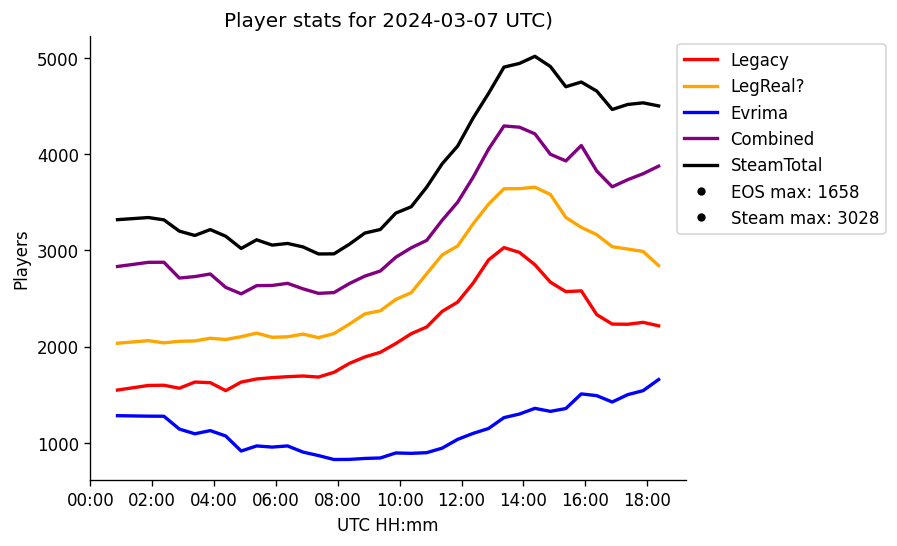 Player stats for 2024-03-07 UTC)
Players
5000
4000
3000
2000
1000
00:00 02:00 04:00 06:00 08:00 10:00 12:00 14:00 16:00 18:00
UTC HH:mm
Legacy
LegReal?
Evrima
Combined
SteamTotal
EOS max: 1658
Steam max: 3028